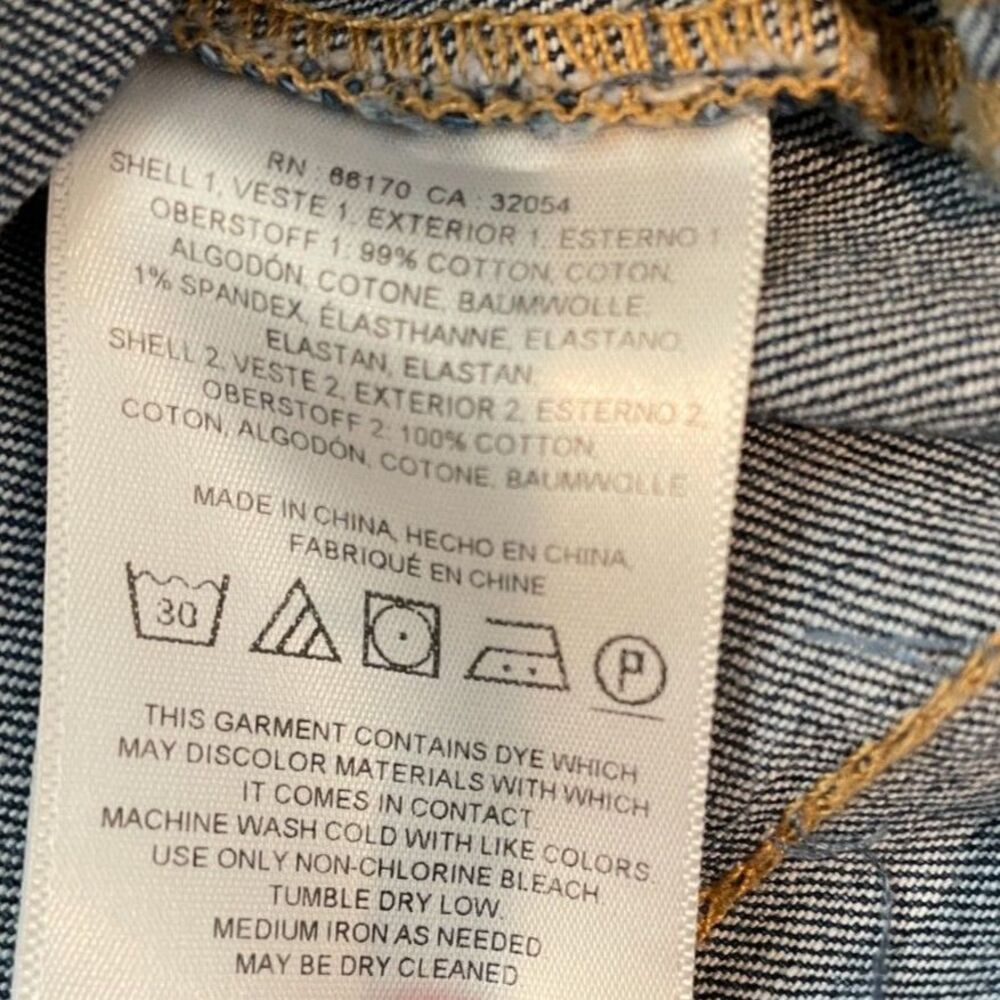 RN : 66170 CA : 32054
SHELL 1, VESTE 1, EXTERIOR 1, ESTERNO 1
OBERSTOFF 1: 99% COTTON, COTON,
ALGODÓN, COTONE, BAUMWOLLE.
1% SPANDEX, ÉLASTHANNE, ELASTANO,
ELASTAN, ELASTAN.
SHELL 2, VESTE 2, EXTERIOR 2, ESTERNO 2,
OBERSTOFF 2: 100% COTTON,
COTON, ALGODÓN, COTONE, BAUMWOLLE
MADE IN CHINA, HECHO EN CHINA,
FABRIQUÉ EN CHINE
30 P
THIS GARMENT CONTAINS DYE WHICH
MAY DISCOLOR MATERIALS WITH WHICH
IT COMES IN CONTACT.
MACHINE WASH COLD WITH LIKE COLORS.
USE ONLY NON-CHLORINE BLEACH.
TUMBLE DRY LOW.
MEDIUM IRON AS NEEDED
MAY BE DRY CLEANED